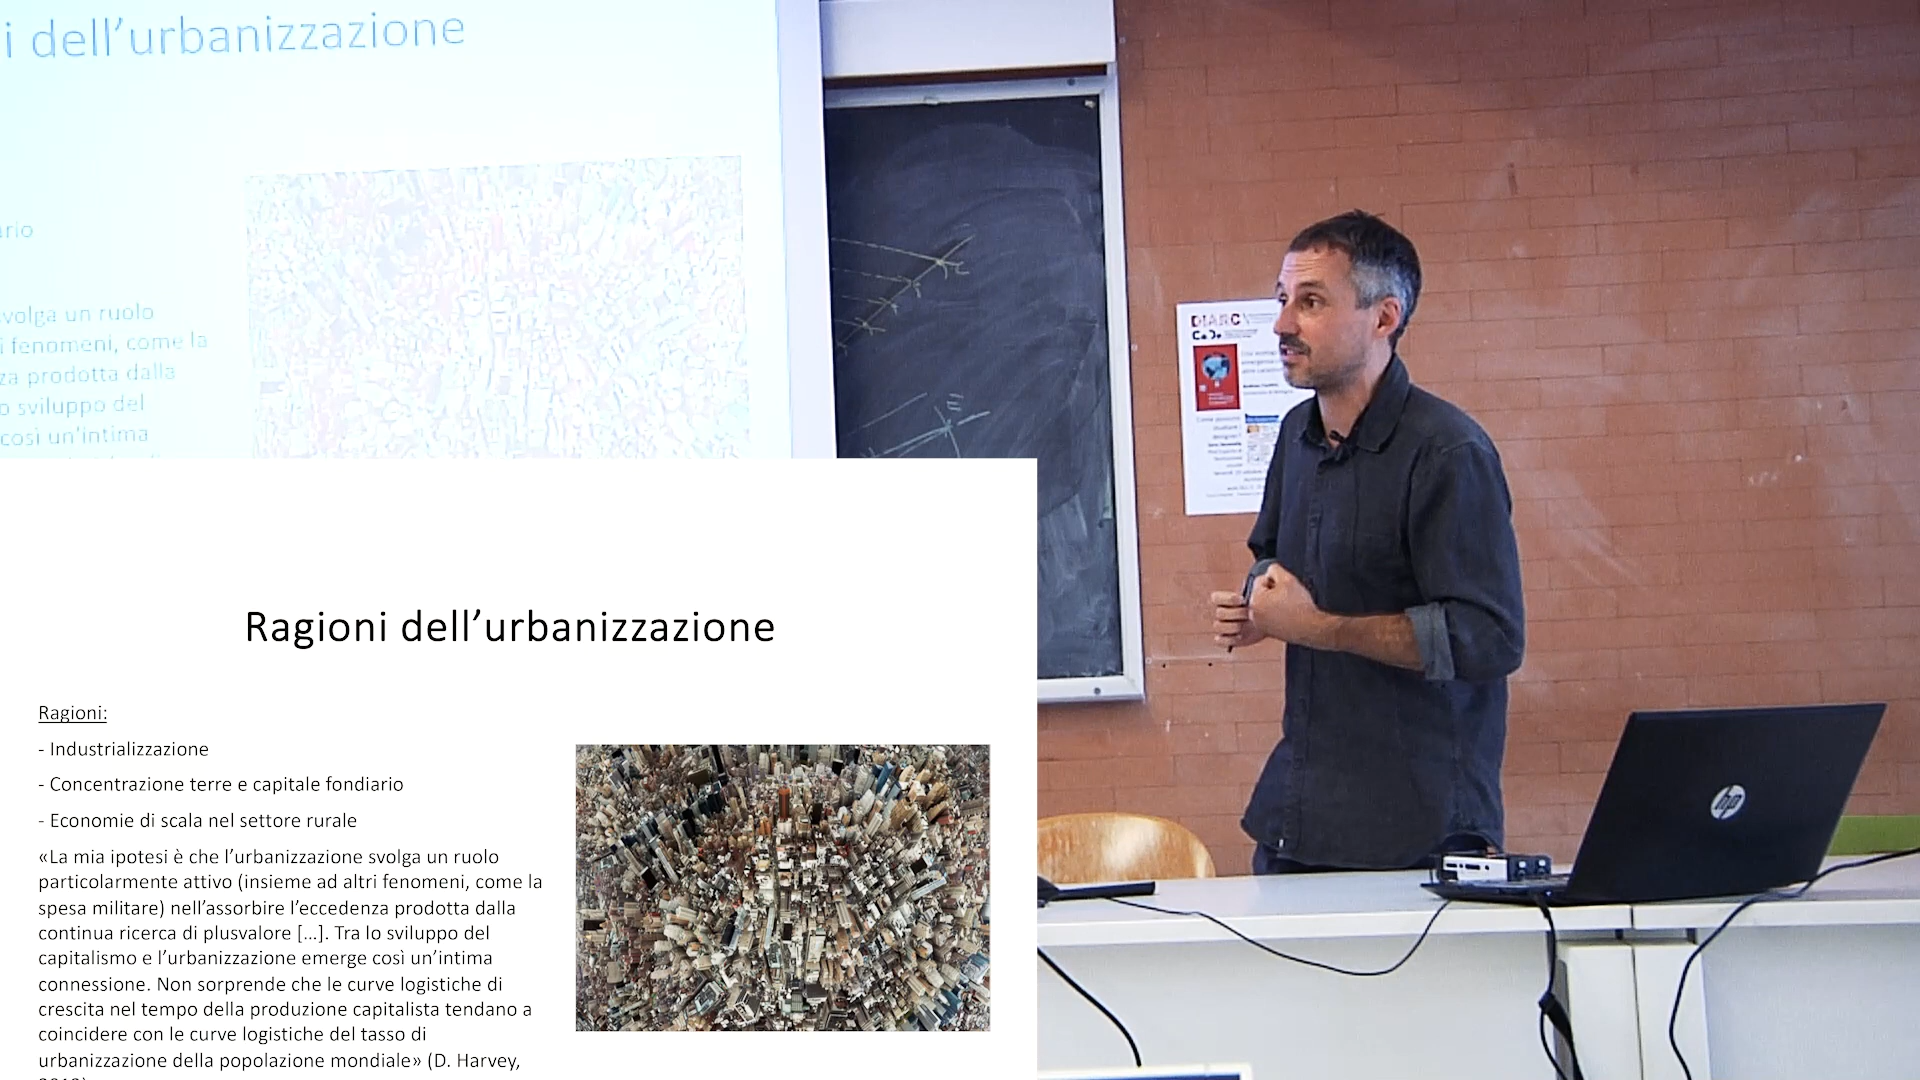 i dell’urbanizzazione
ario
svolga un ruolo
i fenomeni, come la
za prodotta dalla
o sviluppo del
così un’intima
E
DiARC
Ragioni dell’urbanizzazione
Ragioni:
- Industrializzazione
- Concentrazione terre e capitale fondiario
- Economie di scala nel settore rurale
«La mia ipotesi è che l’urbanizzazione svolga un ruolo
particolarmente attivo (insieme ad altri fenomeni, come la
spesa militare) nell’assorbire l’eccedenza prodotta dalla
continua ricerca di plusvalore [...]. Tra lo sviluppo del
capitalismo e l’urbanizzazione emerge così un’intima
connessione. Non sorprende che le curve logistiche di
crescita nel tempo della produzione capitalista tendano a
coincidere con le curve logistiche del tasso di
urbanizzazione della popolazione mondiale» (D. Harvey,
hp